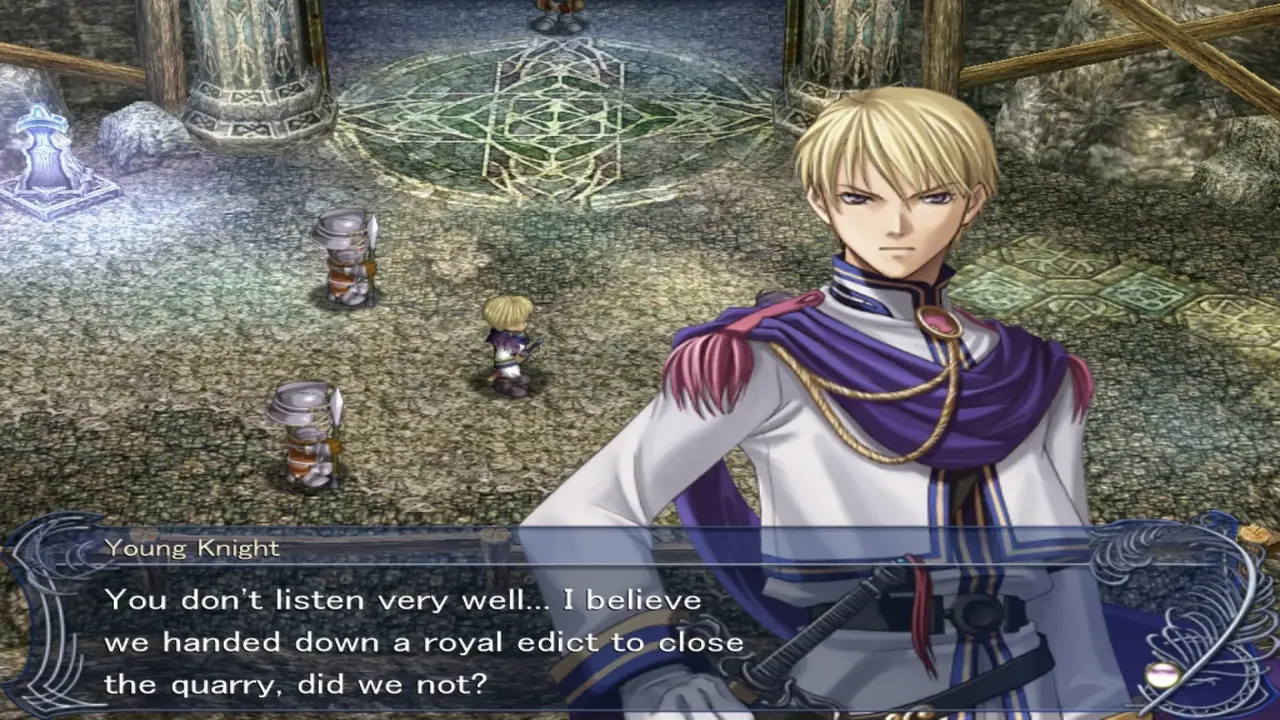 Young Knight
You don't listen very well... I believe
we handed down a royal edict to close
the quarry, did we not?